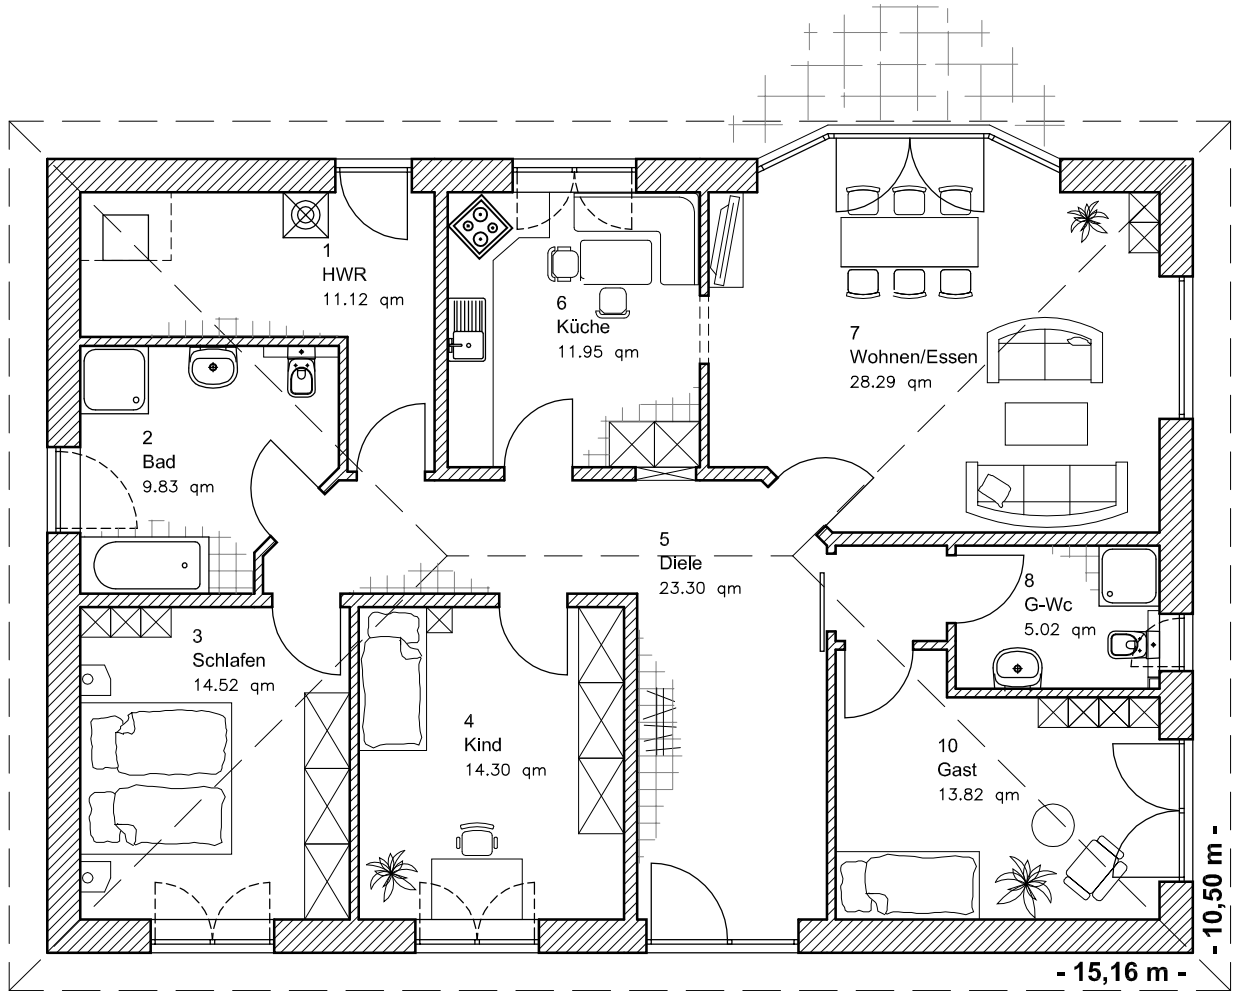 1
HWR
11.12 qm
6
Küche
11.95 qm
7
Wohnen/Essen
28.29 qm
2
Bad
9.83 qm
5
Diele
23.30 qm
8
G-Wc
5.02 qm
3
Schlafen
14.52 qm
4
Kind
14.30 qm
10
Gast
13.82 qm
- 10,50 m -
- 15,16 m -